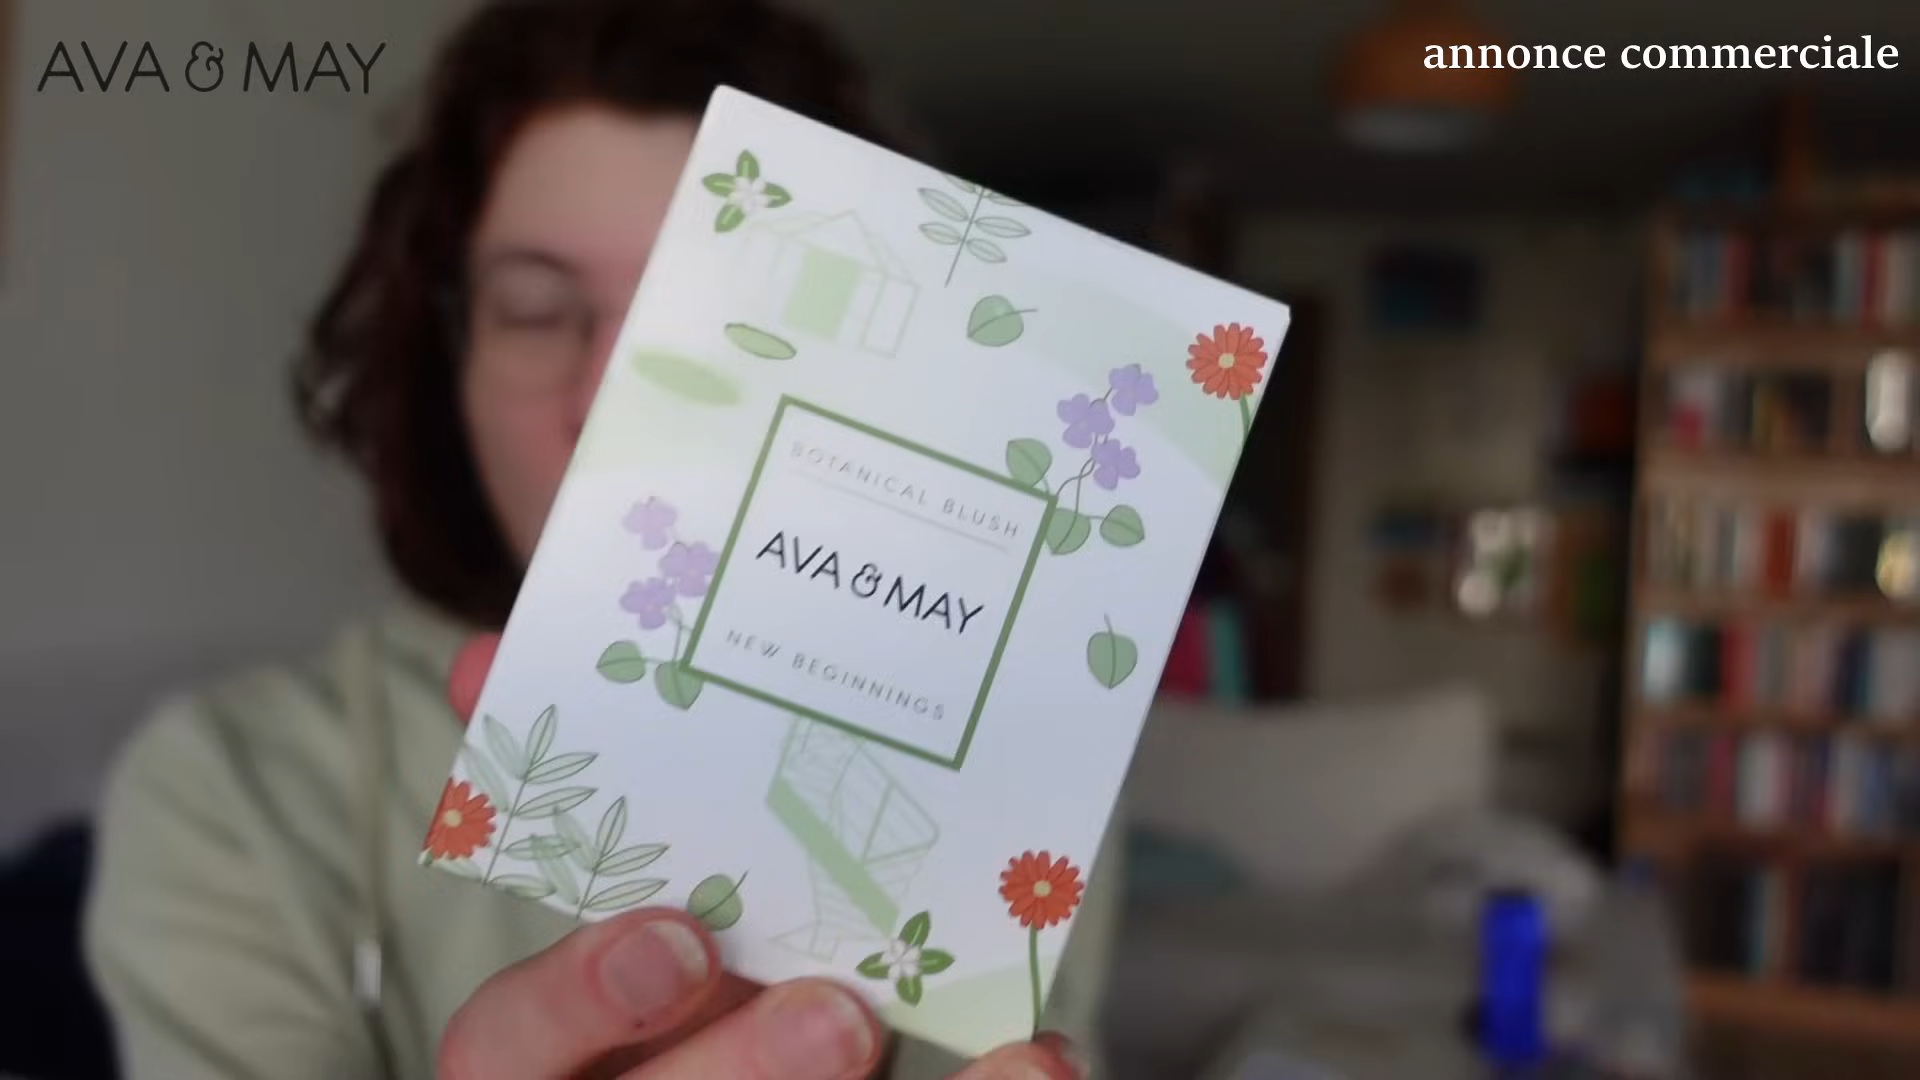 AVA & MAY
annonce commerciale
BOTANICAL BLUSH
AVA & MAY
NEW BEGINNINGS